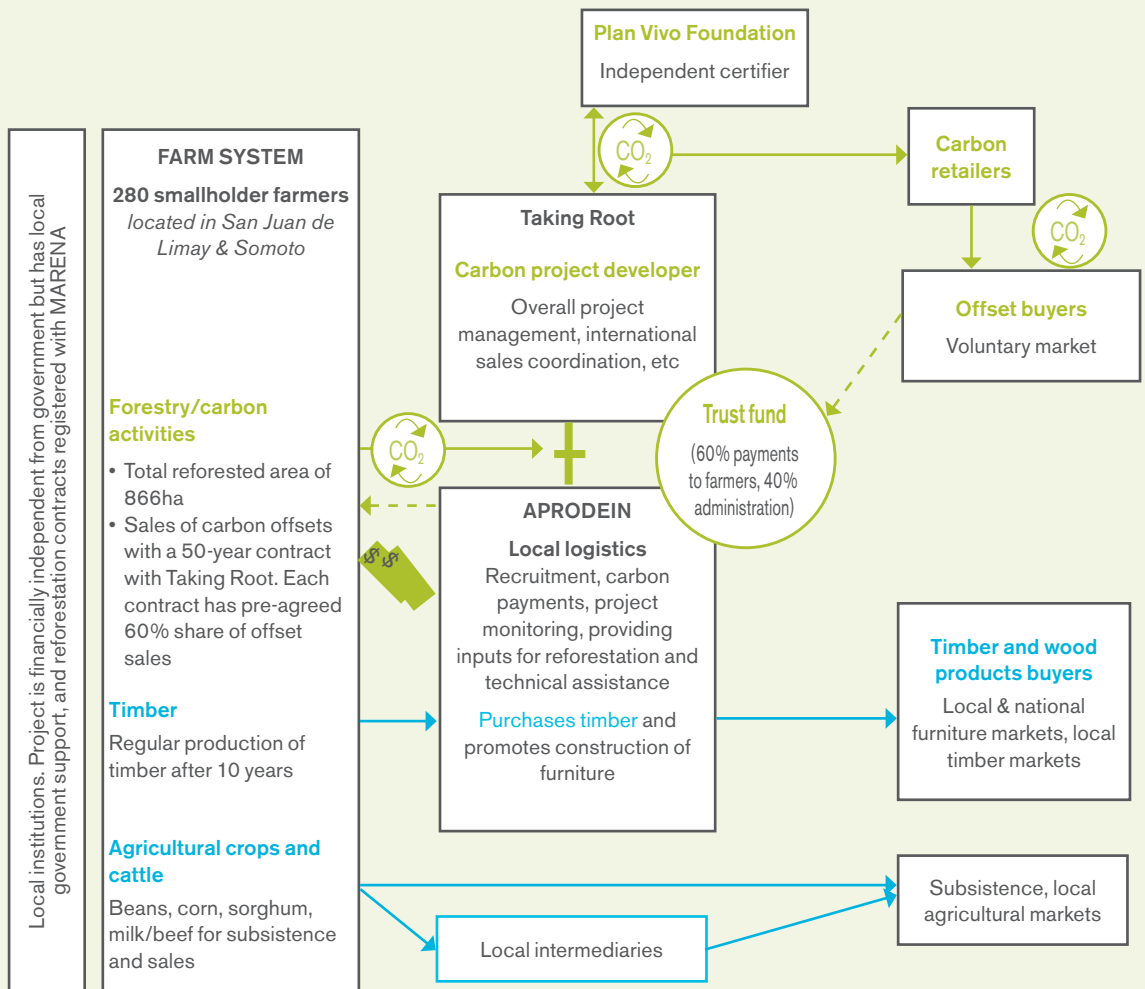 Local institutions. Project is financially independent from government but has local
government support, and reforestation contracts registered with MARENA
FARM SYSTEM
280 smallholder farmers
located in San Juan de
Limay & Somoto
Forestry/carbon
activities
• Total reforested area of
866ha
• Sales of carbon offsets
with a 50-year contract
with Taking Root. Each
contract has pre-agreed
60% share of offset
sales
Timber
Regular production of
timber after 10 years
Agricultural crops and
cattle
Beans, corn, sorghum,
milk/beef for subsistence
and sales
Plan Vivo Foundation
Independent certifier
CO₂
Taking Root
Carbon project developer
Overall project
management, international
sales coordination, etc
CO₂
$$
APRODEIN
Local logistics
Recruitment, carbon
payments, project
monitoring, providing
inputs for reforestation and
technical assistance
Purchases timber and
promotes construction of
furniture
Local intermediaries
Carbon
retailers
CO₂
Offset buyers
Voluntary market
Trust fund
(60% payments
to farmers, 40%
administration)
Timber and wood
products buyers
Local & national
furniture markets, local
timber markets
Subsistence, local
agricultural markets